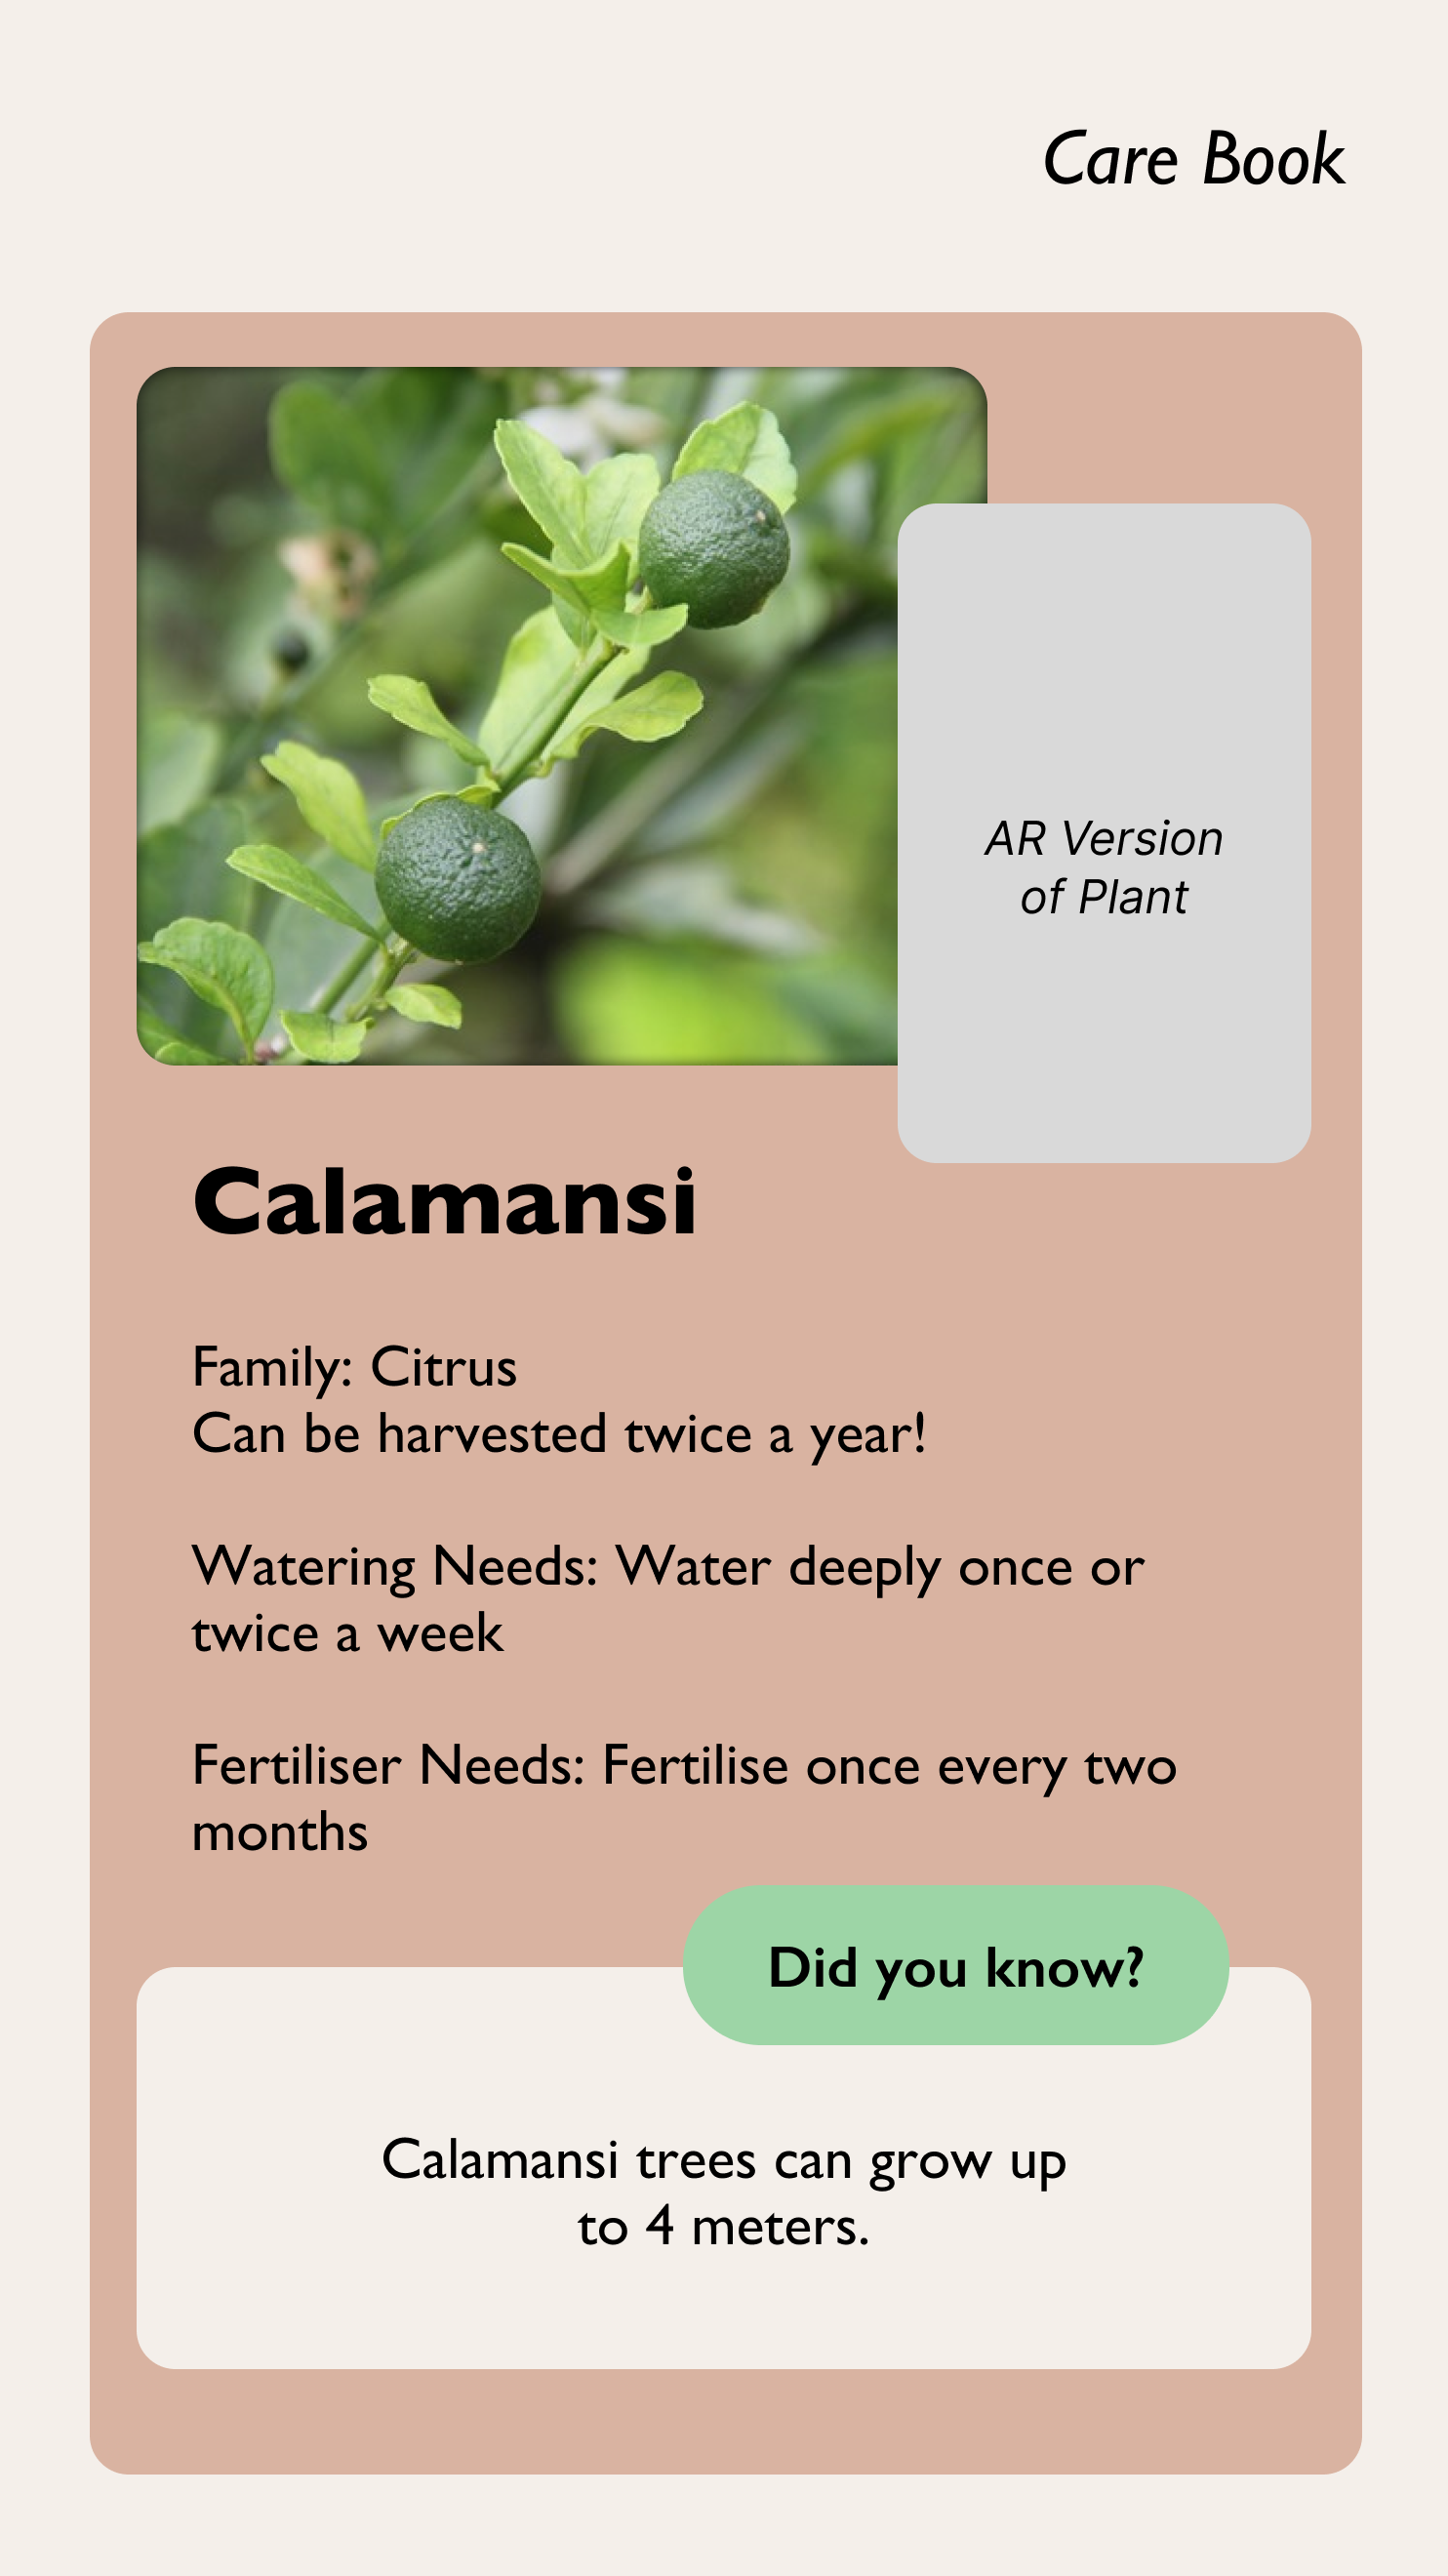 Care Book
AR Version
of Plant
Calamansi
Family: Citrus
Can be harvested twice a year!
Watering Needs: Water deeply once or
twice a week
Fertiliser Needs: Fertilise once every two
months
Did you know?
Calamansi trees can grow up
to 4 meters.